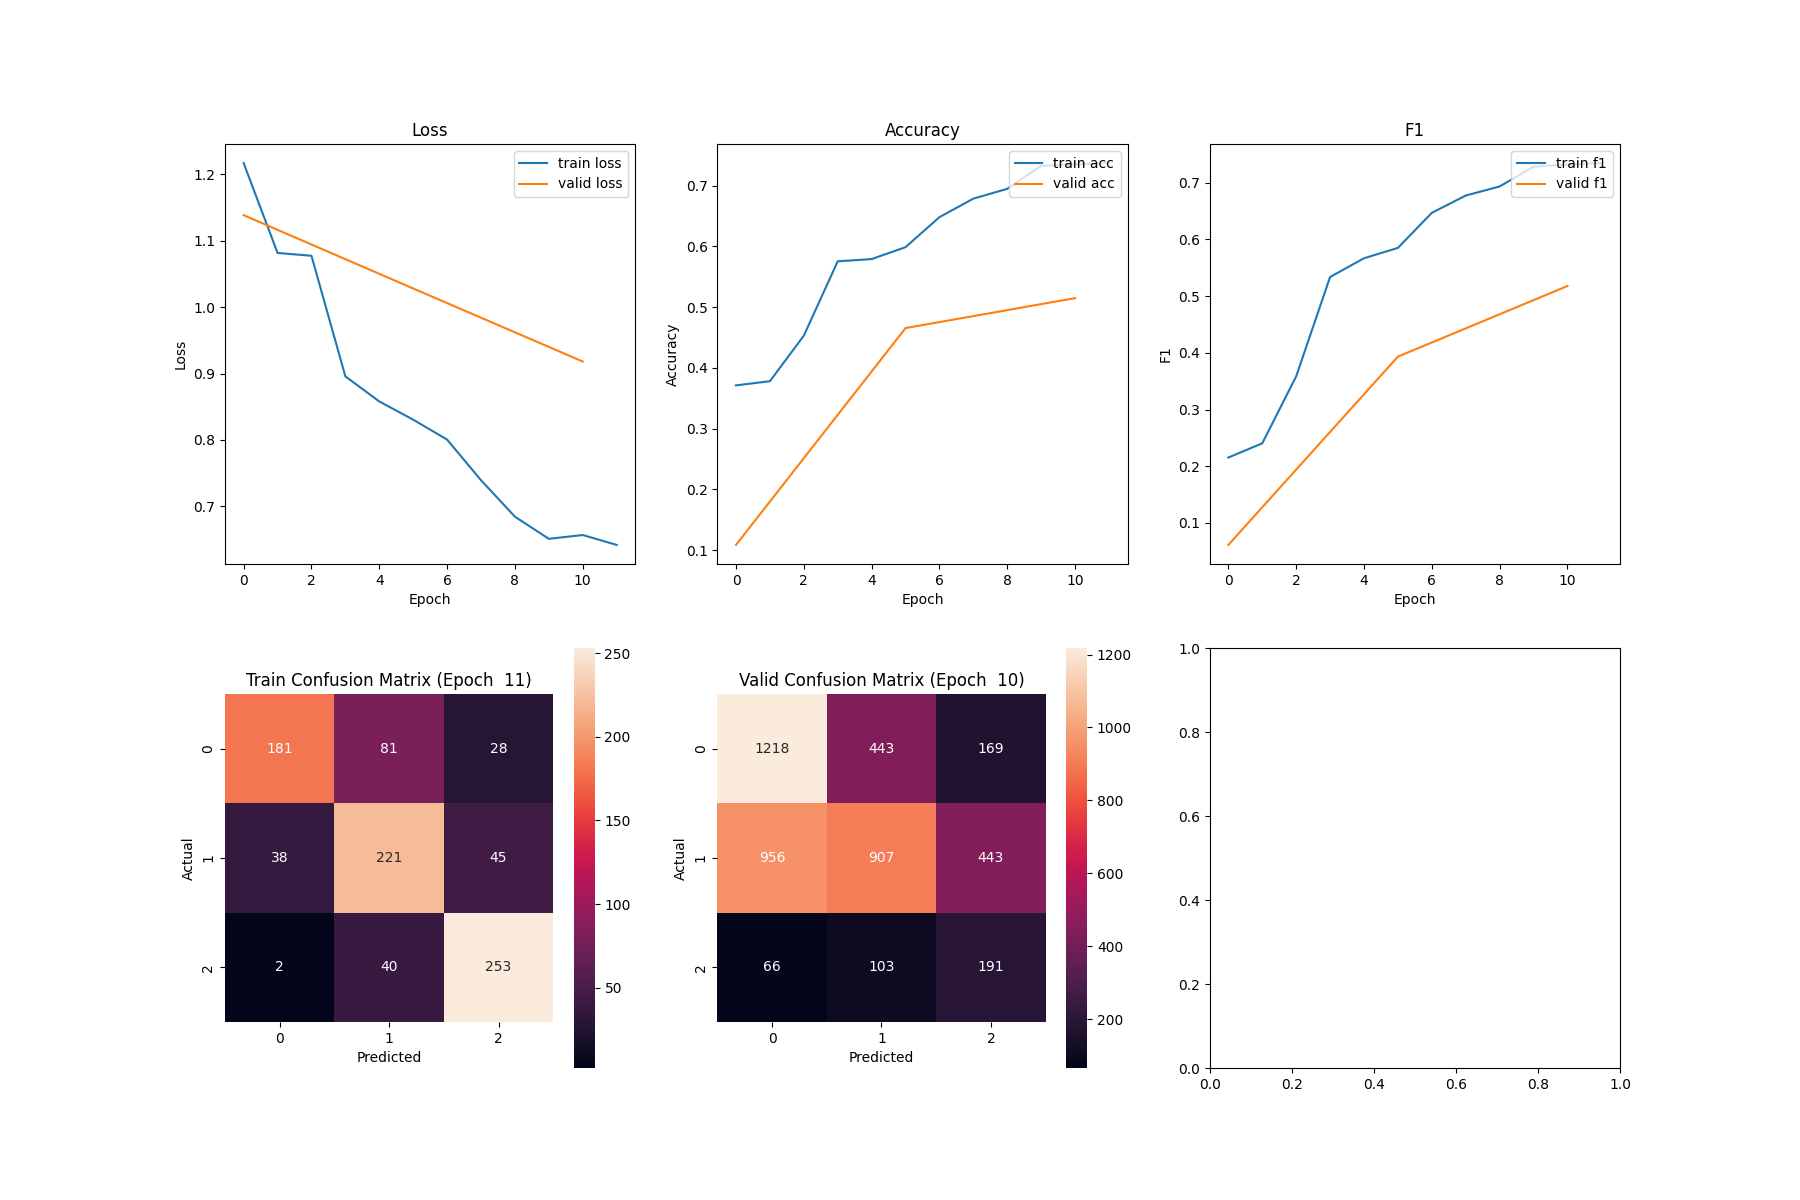 Loss
train loss
valid loss
1.2
1.1
1.0
0.9
0.8
0.7
Loss
0 2 4 6 8 10
Epoch
Accuracy
train acc
valid acc
0.7
0.6
0.5
0.4
0.3
0.2
0.1
Accuracy
0 2 4 6 8 10
Epoch
F1
train f1
valid f1
0.7
0.6
0.5
0.4
0.3
0.2
0.1
F1
0 2 4 6 8 10
Epoch
Train Confusion Matrix (Epoch  11)
0 181 81 28
1 38 221 45
2 2 40 253
Actual
0 1 2
Predicted
250
200
150
100
50
Valid Confusion Matrix (Epoch  10)
0 1218 443 169
1 956 907 443
2 66 103 191
Actual
0 1 2
Predicted
1200
1000
800
600
400
200
1.0
0.8
0.6
0.4
0.2
0.0
0.0 0.2 0.4 0.6 0.8 1.0